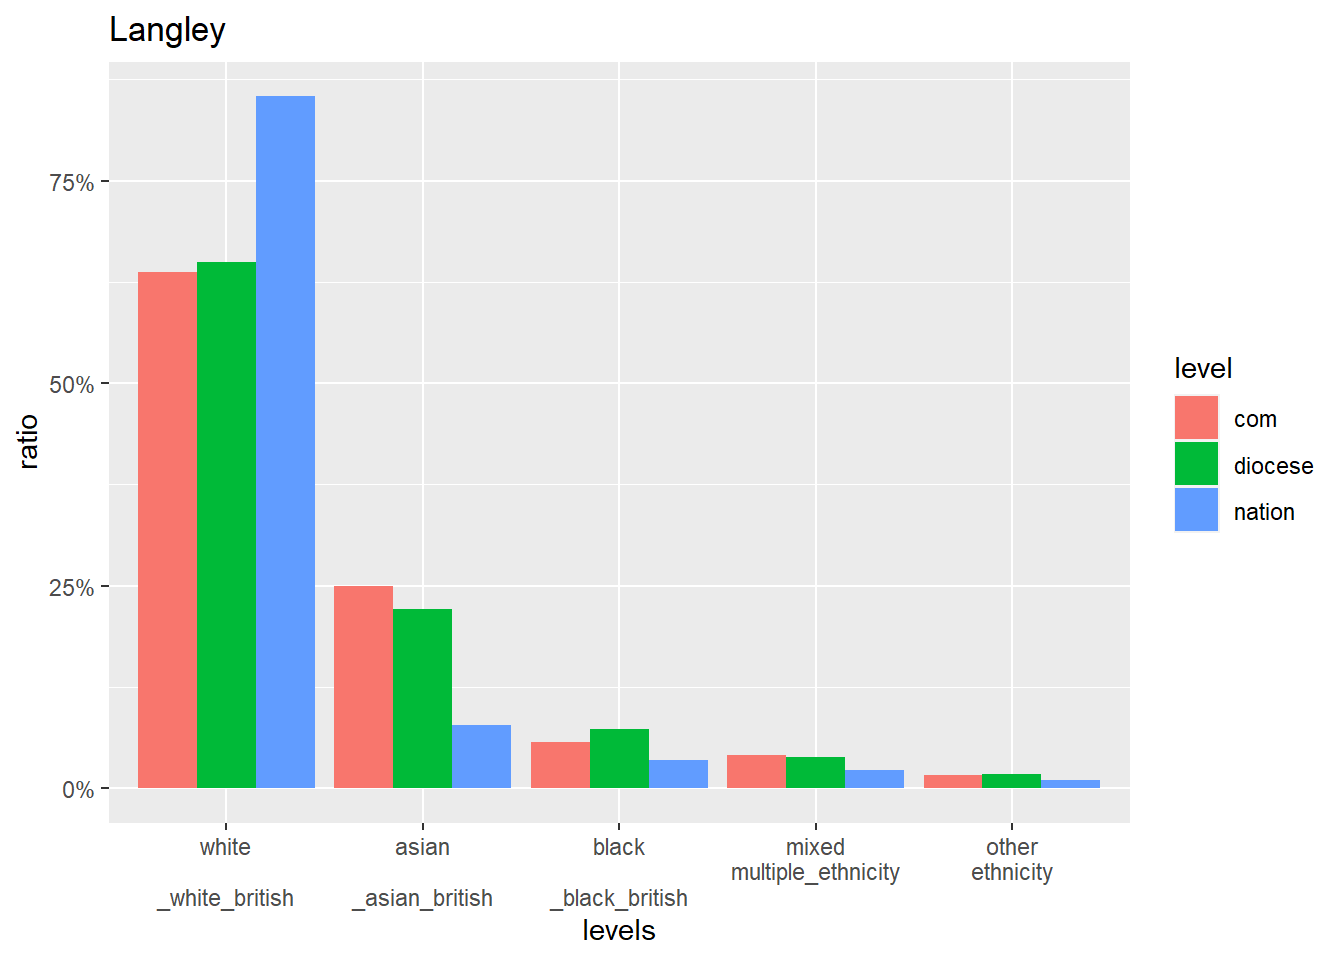 Langley
75%
50%
25%
0%
ratio
white
_white_british
asian
_asian_british
black
_black_british
mixed
multiple_ethnicity
other
ethnicity
levels
level
com
diocese
nation